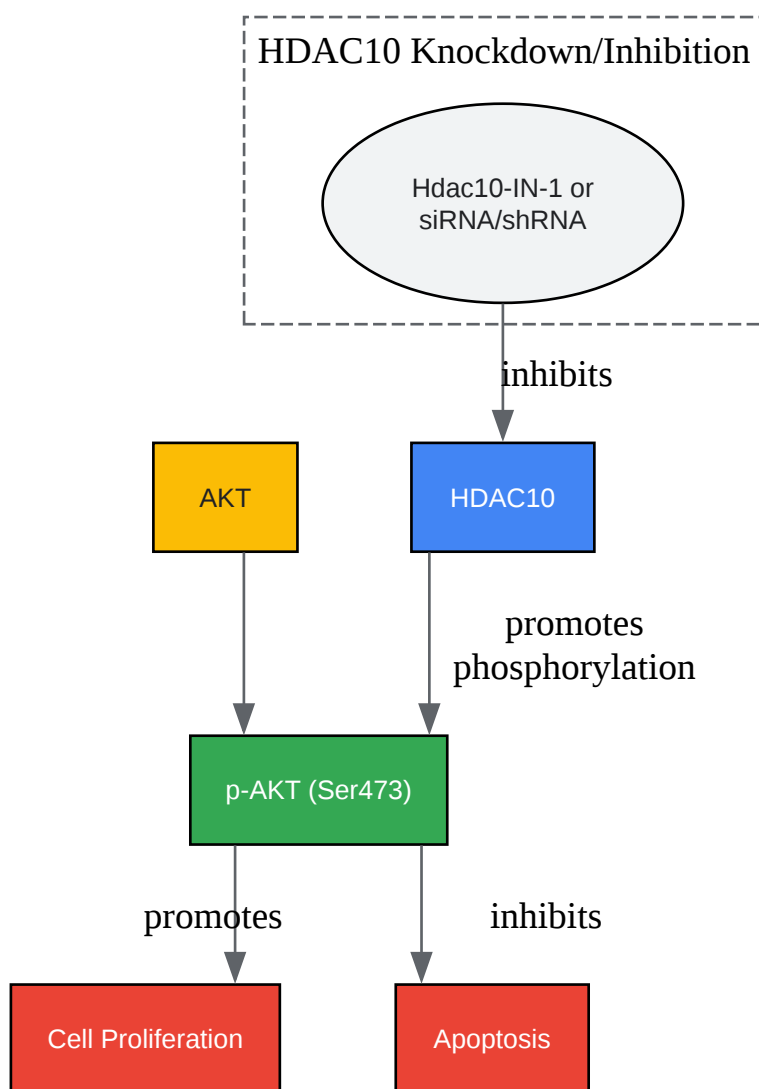 HDAC10 Knockdown/Inhibition
Hdac10-IN-1 or
siRNA/shRNA
inhibits
AKT
HDAC10
promotes
phosphorylation
p-AKT (Ser473)
promotes
inhibits
Cell Proliferation
Apoptosis